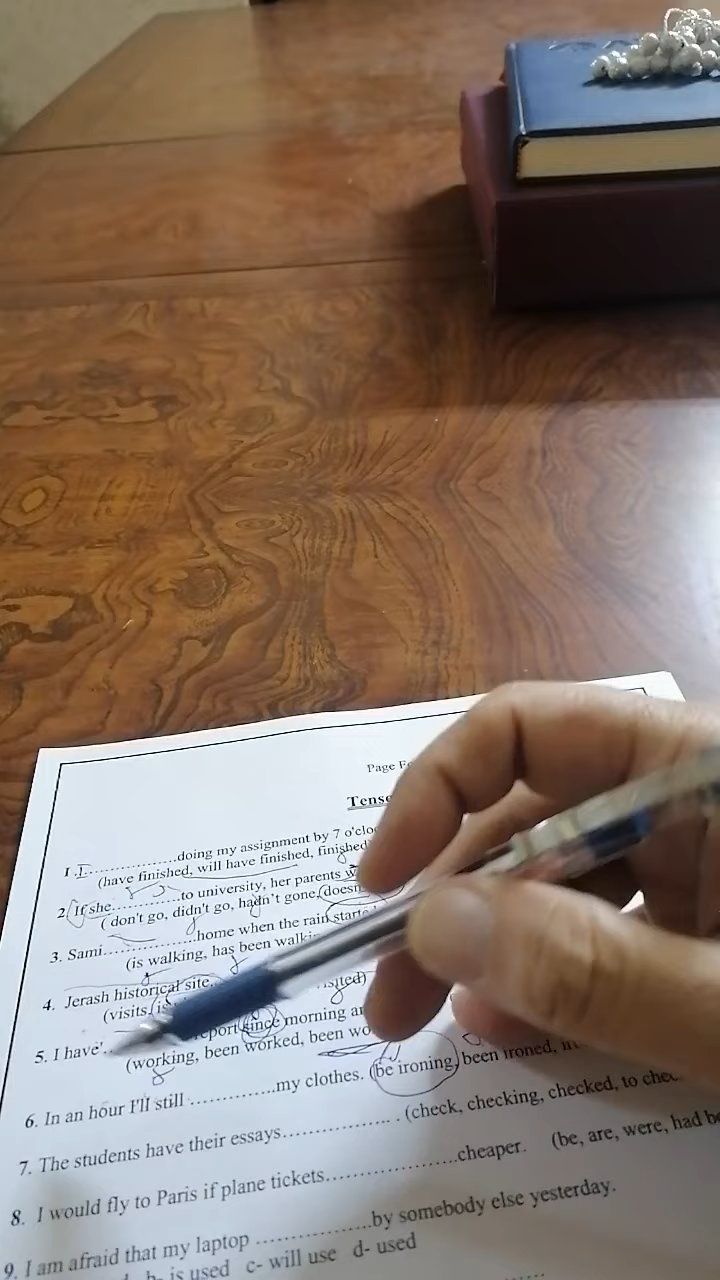 Page
Tens
1 .I ................doing my assignment by 7 o'clo
(have finished, will have finished, finished
2. If she................to university, her parents
( don't go, didn't go, hadn't gone, doesn
3. Sami..................home when the rain starte
(is walking, has been walki
4. Jerash historical site
(visits, is sited)
5. I have .. report since morning a
(working, been worked, been wo
6. In an hour I'll still ..............my clothes. (be ironing, been ironed,
7. The students have their essays.................. . (check, checking, checked, to chec
8. I would fly to Paris if plane tickets......................cheaper. (be, are, were, had b
9. I am afraid that my laptop ..................by somebody else yesterday.
b- is used c- will use d- used